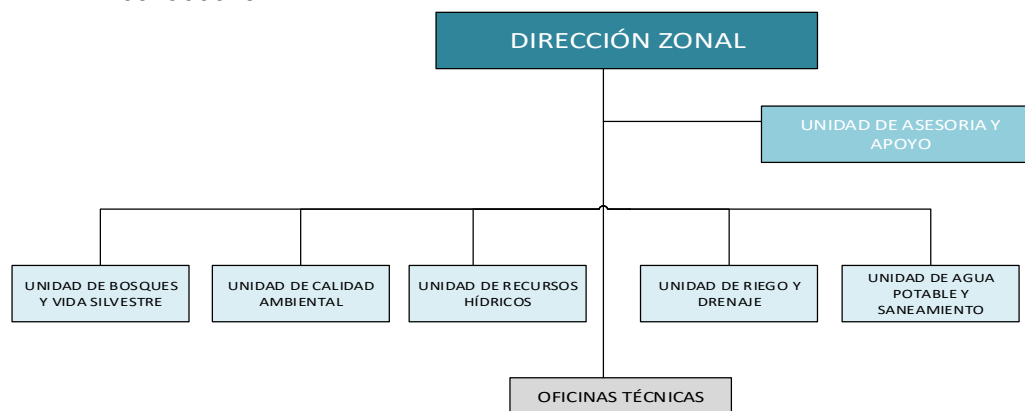 DIRECCIÓN ZONAL
UNIDAD DE ASESORIA Y
APOYO
UNIDAD DE BOSQUES
Y VIDA SILVESTRE
UNIDAD DE CALIDAD
AMBIENTAL
UNIDAD DE RECURSOS
HÍDRICOS
UNIDAD DE RIEGO Y
DRENAJE
UNIDAD DE AGUA
POTABLE Y
SANEAMIENTO
OFICINAS TÉCNICAS